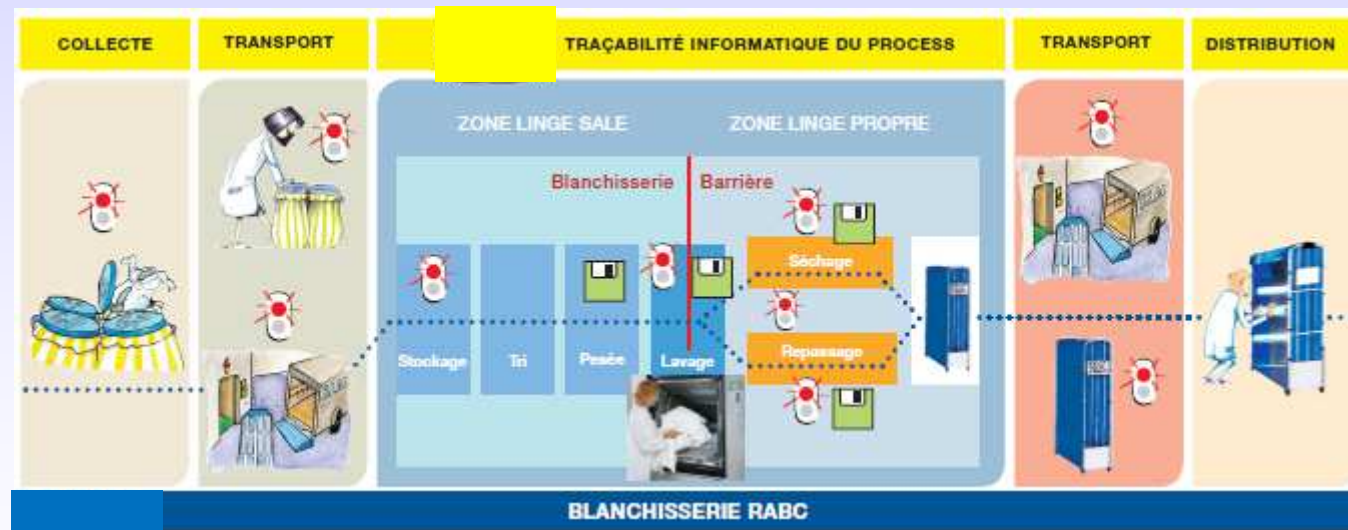 COLLECTE
TRANSPORT
TRAÇABILITÉ INFORMATIQUE DU PROCESS
TRANSPORT
DISTRIBUTION
ZONE LINGE SALE
ZONE LINGE PROPRE
Blanchisserie
Barrière
Séchage
Stockage
Tri
Pesée
Lavage
Repassage
BLANCHISSERIE RABC